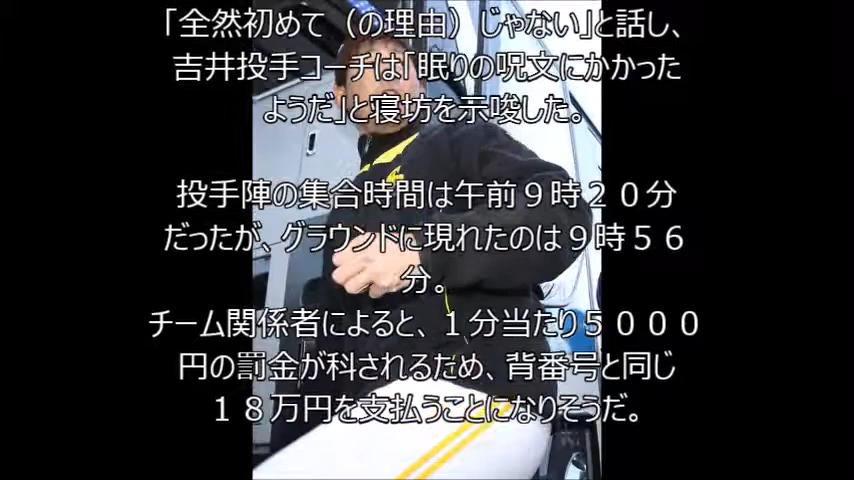 「全然初めて（の理由）じゃない」と話し、
吉井投手コーチは「眠りの呪文にかかった
ようだ」と寝坊を示唆した。
投手陣の集合時間は午前９時２０分
だったが、グラウンドに現れたのは９時５６
分。
チーム関係者によると、１分当たり５０００
円の罰金が科されるため、背番号と同じ
１８万円を支払うことになりそうだ。